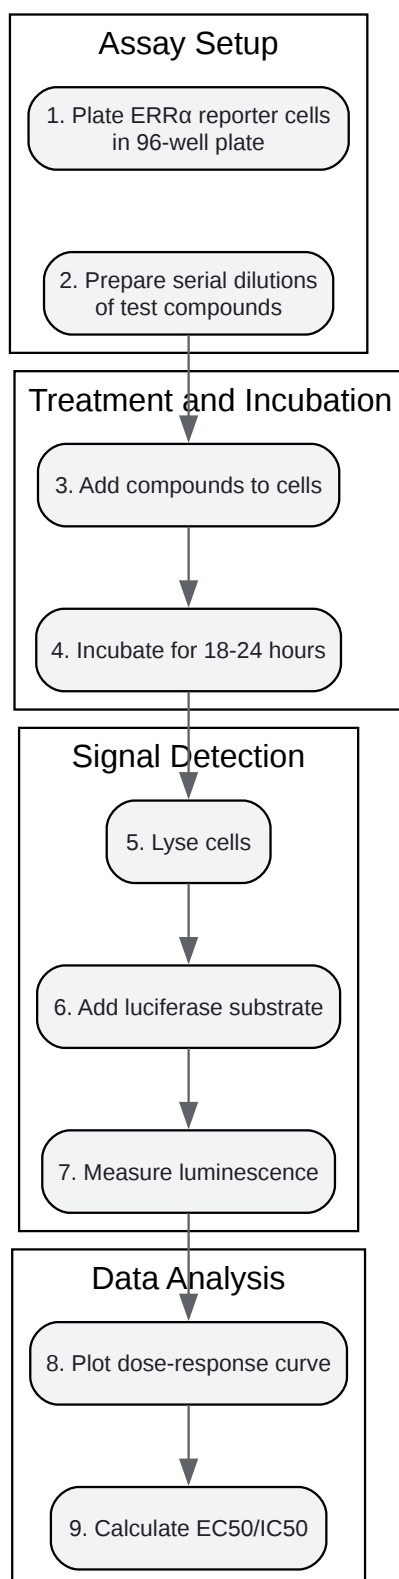 Assay Setup
1. Plate ERRα reporter cells
in 96-well plate
2. Prepare serial dilutions
of test compounds
Treatment and Incubation
3. Add compounds to cells
4. Incubate for 18-24 hours
Signal Detection
5. Lyse cells
6. Add luciferase substrate
7. Measure luminescence
Data Analysis
8. Plot dose-response curve
9. Calculate EC50/IC50